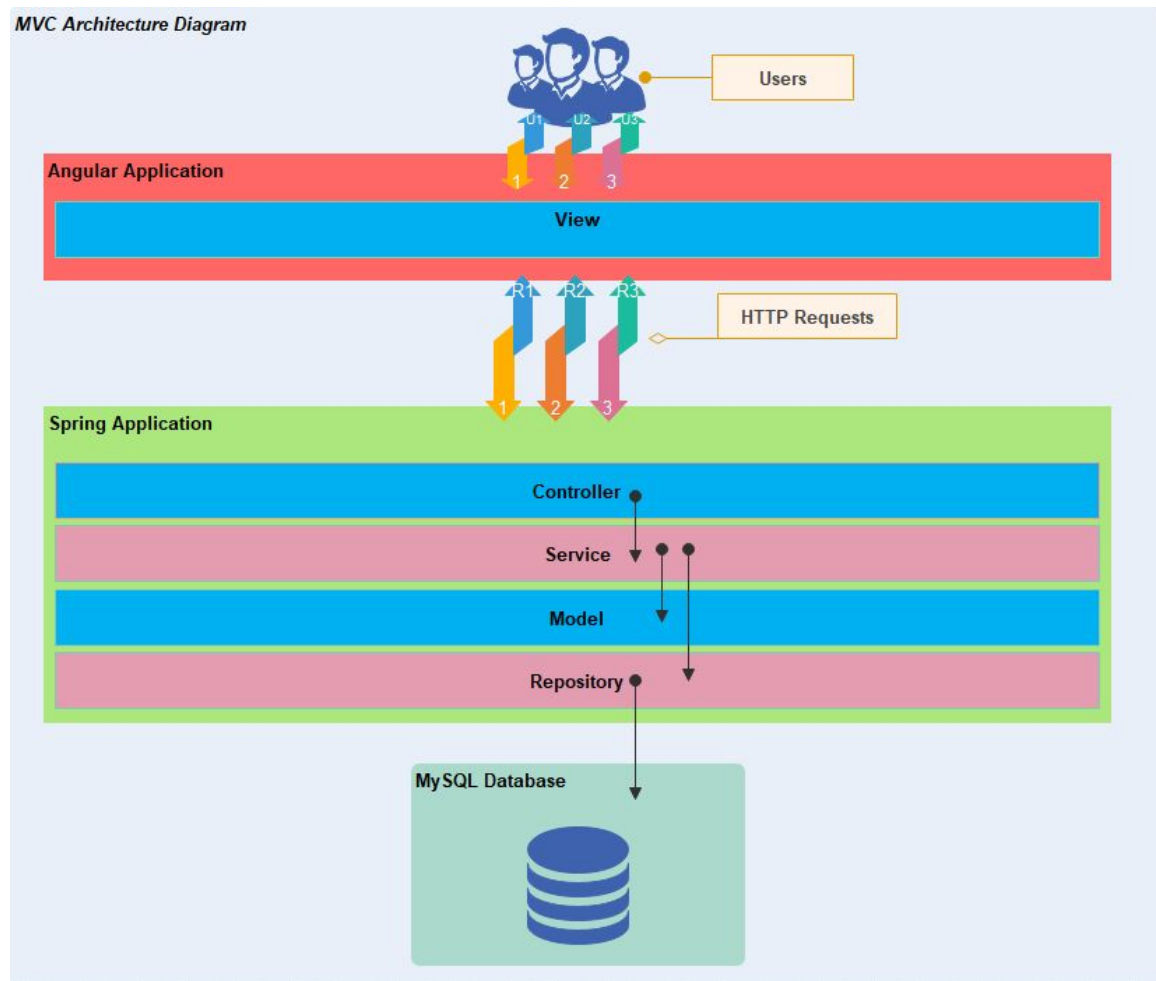 MVC Architecture Diagram
Users
U1 U2 U3
Angular Application
1 2 3
View
R1 R2 R3
HTTP Requests
1 2 3
Spring Application
Controller
Service
Model
Repository
MySQL Database